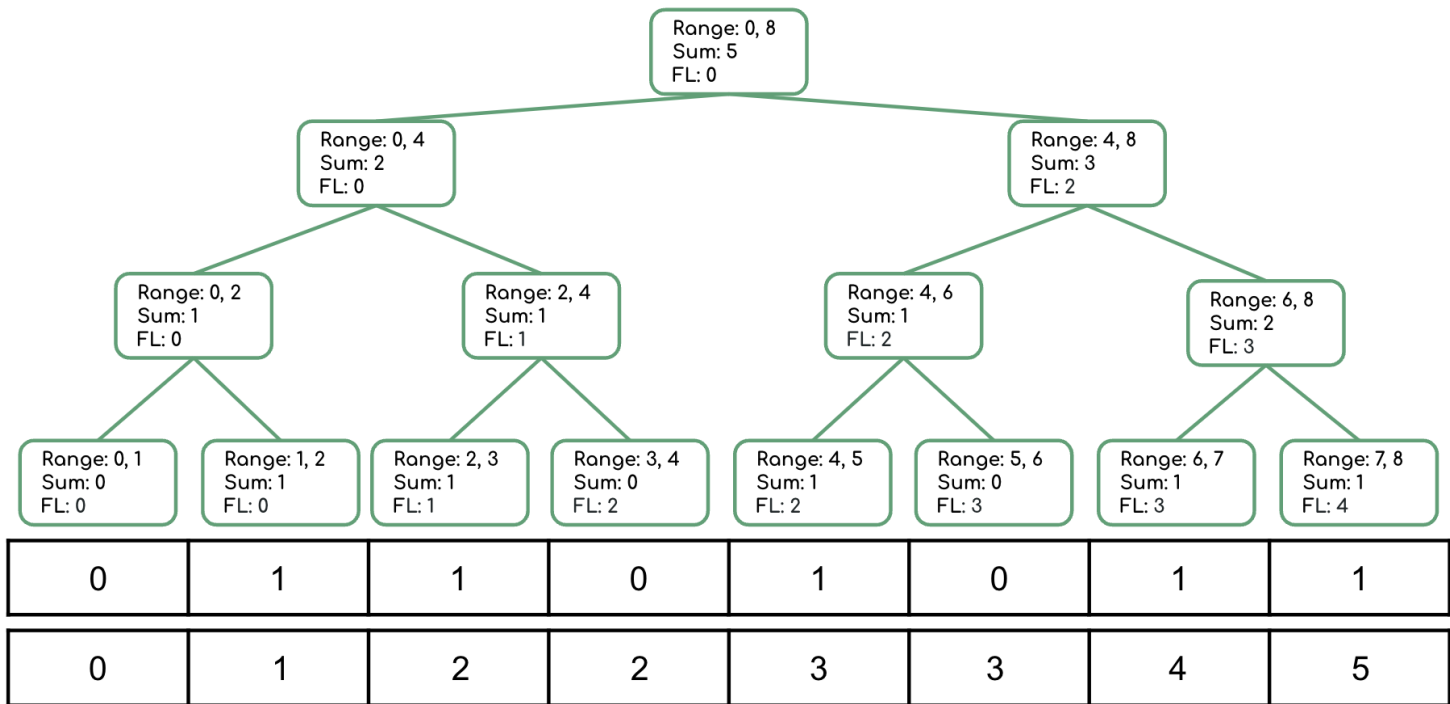 Range: 0, 8
Sum: 5
FL: 0
Range: 0, 4
Sum: 2
FL: 0
Range: 4, 8
Sum: 3
FL: 2
Range: 0, 2
Sum: 1
FL: 0
Range: 2, 4
Sum: 1
FL: 1
Range: 4, 6
Sum: 1
FL: 2
Range: 6, 8
Sum: 2
FL: 3
Range: 0, 1
Sum: 0
FL: 0
Range: 1, 2
Sum: 1
FL: 0
Range: 2, 3
Sum: 1
FL: 1
Range: 3, 4
Sum: 0
FL: 2
Range: 4, 5
Sum: 1
FL: 2
Range: 5, 6
Sum: 0
FL: 3
Range: 6, 7
Sum: 1
FL: 3
Range: 7, 8
Sum: 1
FL: 4
0 1 1 0 1 0 1 1
0 1 2 2 3 3 4 5